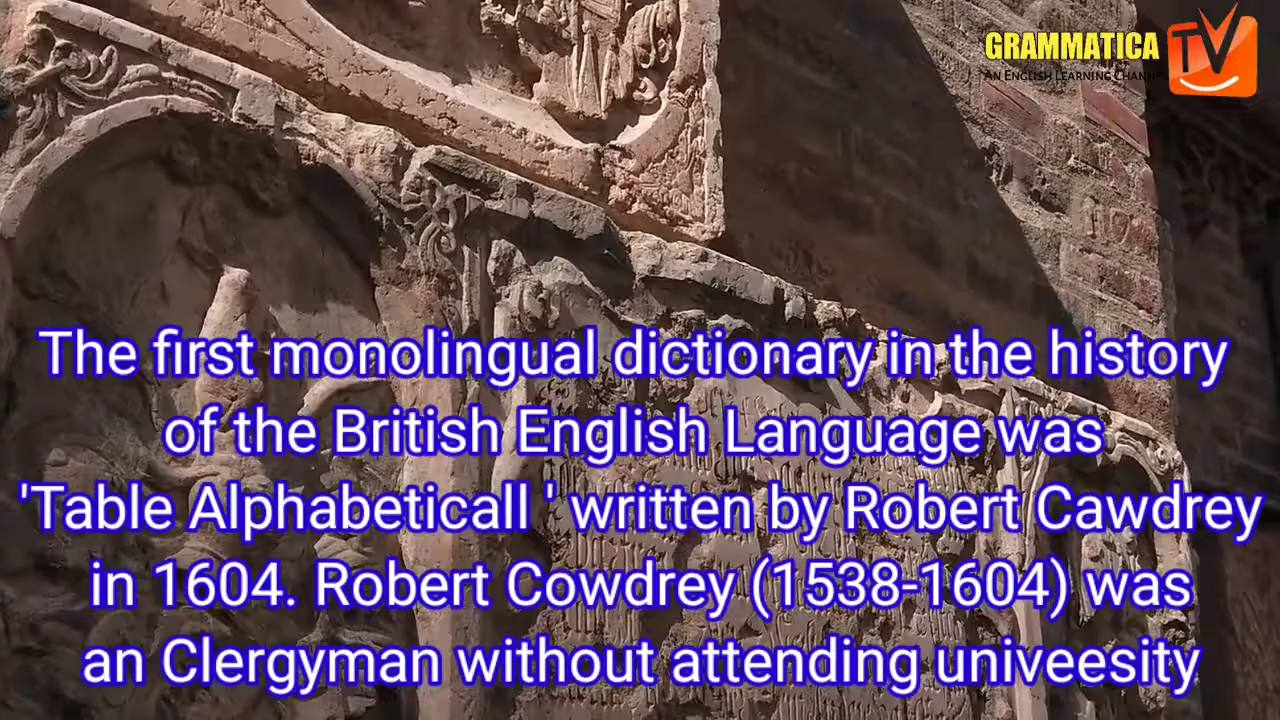 GRAMMATICA TV
AN ENGLISH LEARNING CHANNEL
The first monolingual dictionary in the history
of the British English Language was
'Table Alphabeticall ' written by Robert Cawdrey
in 1604. Robert Cowdrey (1538-1604) was
an Clergyman without attending univeesity